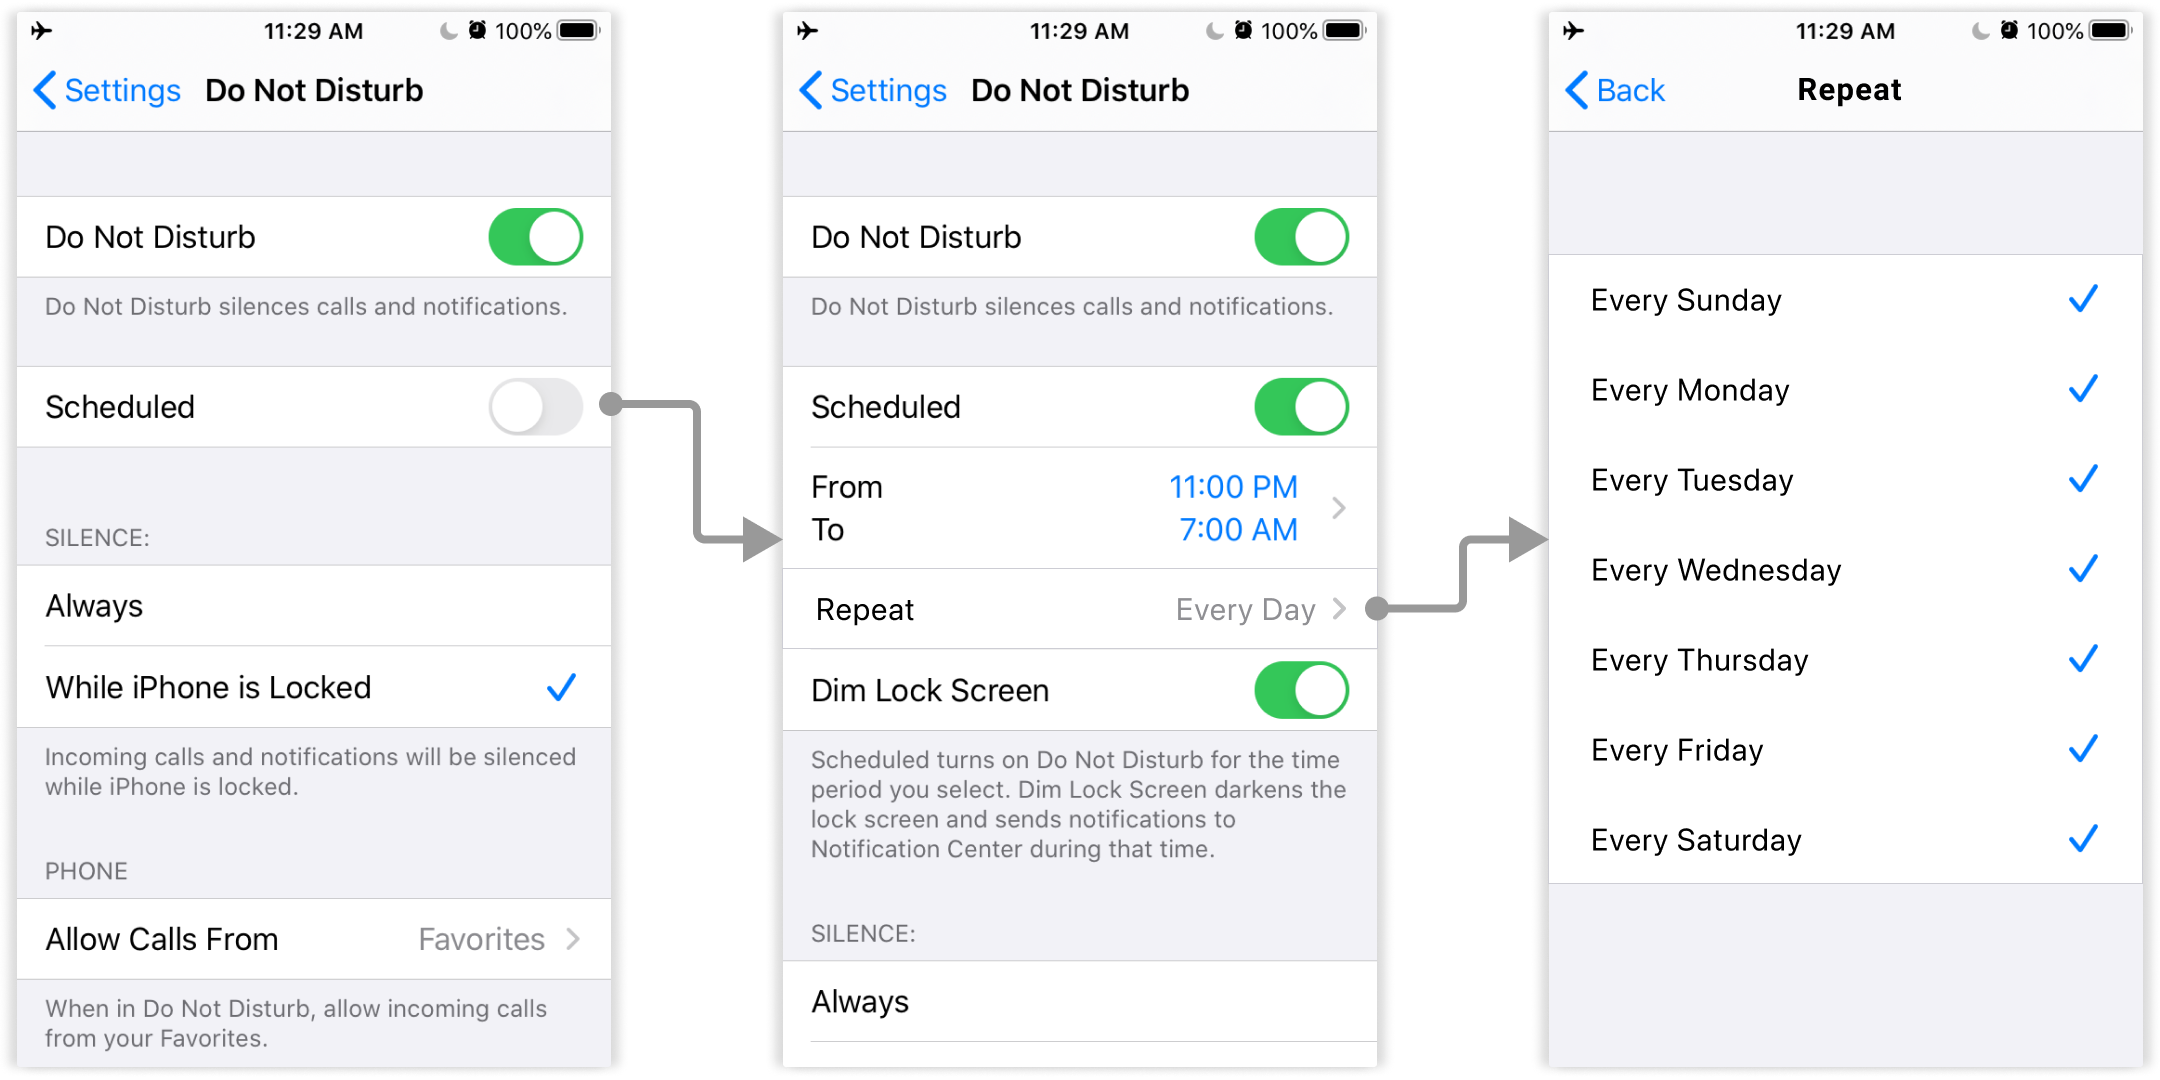 11:29 AM
100%
Settings
Do Not Disturb
Do Not Disturb
Do Not Disturb silences calls and notifications.
Scheduled
SILENCE:
Always
While iPhone is Locked
Incoming calls and notifications will be silenced
while iPhone is locked.
PHONE
Allow Calls From Favorites
When in Do Not Disturb, allow incoming calls
from your Favorites.
11:29 AM
100%
Settings
Do Not Disturb
Do Not Disturb
Do Not Disturb silences calls and notifications.
Scheduled
From 11:00 PM
To 7:00 AM
Repeat Every Day
Dim Lock Screen
Scheduled turns on Do Not Disturb for the time
period you select. Dim Lock Screen darkens the
lock screen and sends notifications to
Notification Center during that time.
SILENCE:
Always
11:29 AM
100%
Back
Repeat
Every Sunday
Every Monday
Every Tuesday
Every Wednesday
Every Thursday
Every Friday
Every Saturday